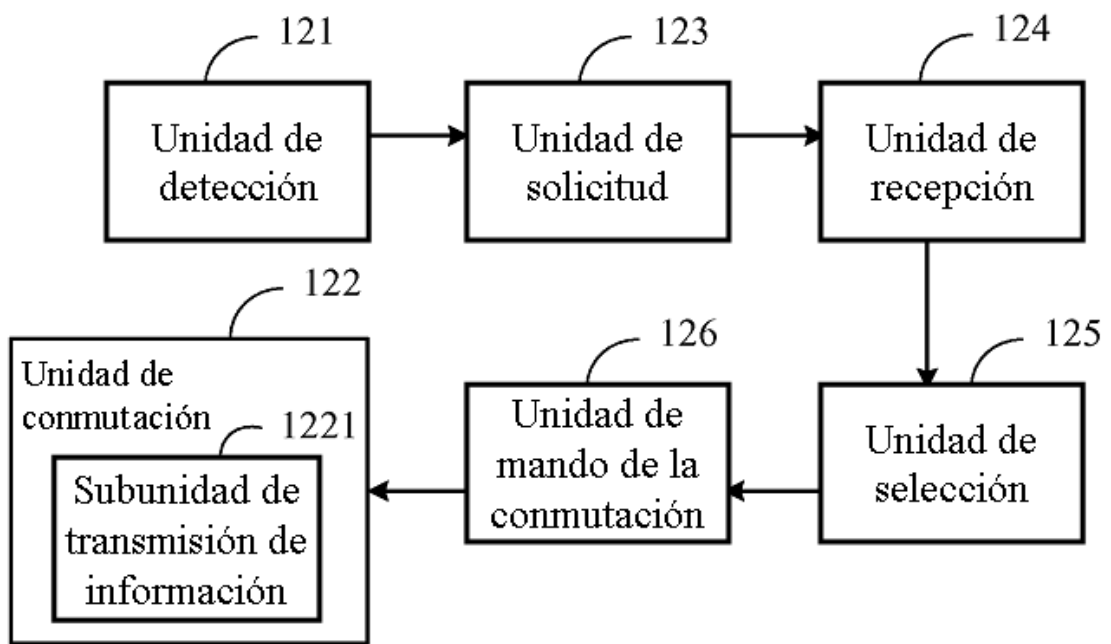 121
Unidad de
detección
123
Unidad de
solicitud
124
Unidad de
recepción
122
Unidad de
conmutación
1221
Subunidad de
transmisión de
información
126
Unidad de
mando de la
conmutación
125
Unidad de
selección